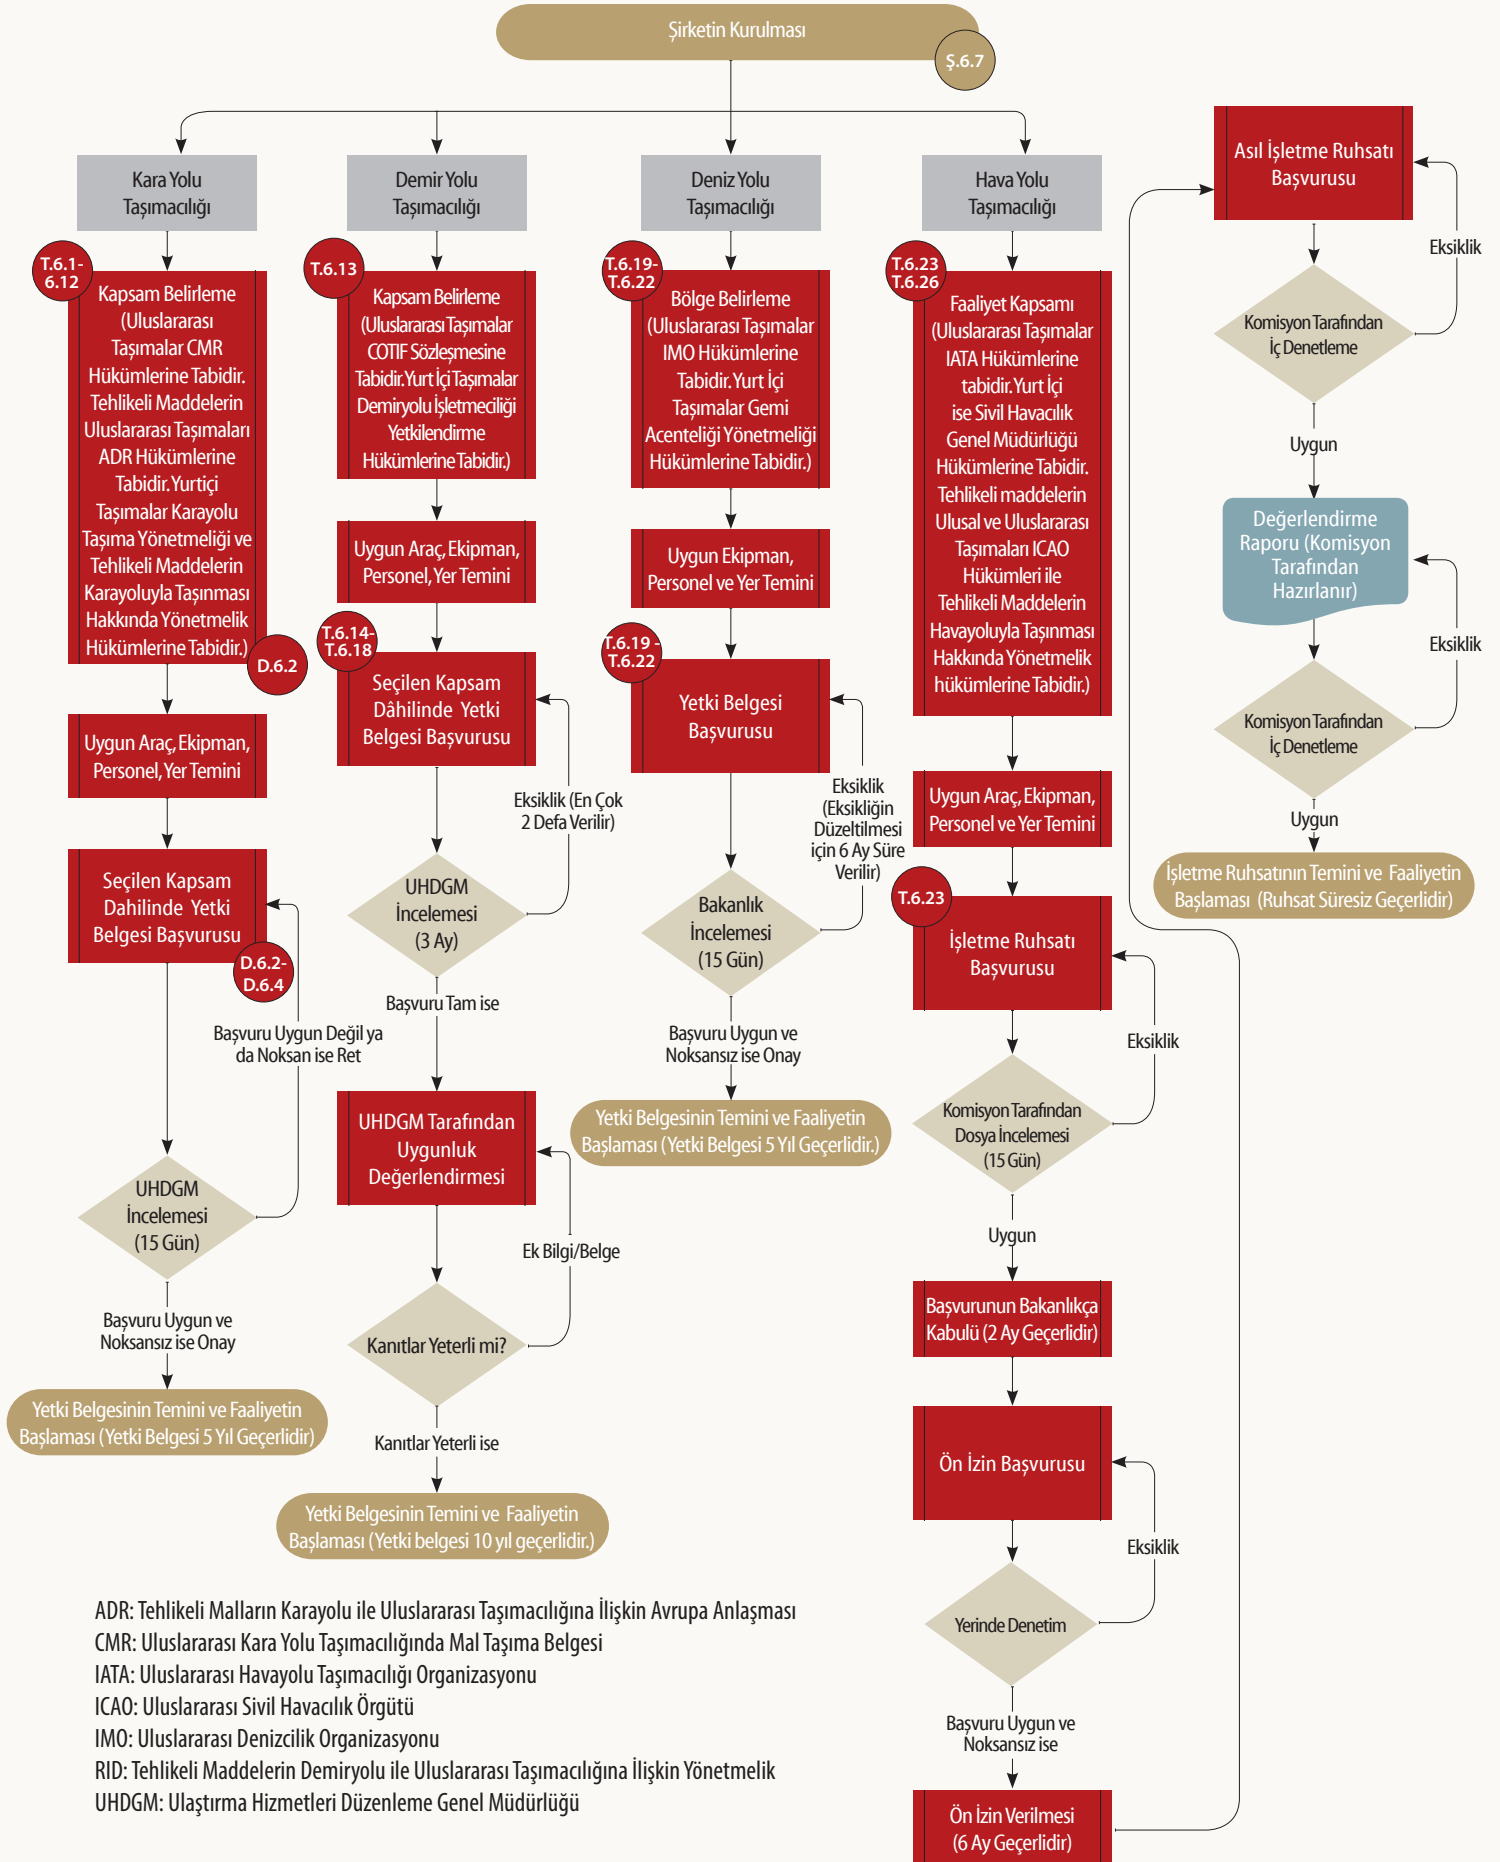 Şirketin Kurulması
Ş.6.7
Kara Yolu
Taşımacılığı
T.6.1-
6.12
Kapsam Belirleme
(Uluslararası
Taşımalar CMR
Hükümlerine Tabidir.
Tehlikeli Maddelerin
Uluslararası Taşımaları
ADR Hükümlerine
Tabidir. Yurtiçi
Taşımalar Karayolu
Taşıma Yönetmeliği ve
Tehlikeli Maddelerin
Karayoluyla Taşınması
Hakkında Yönetmelik
Hükümlerine Tabidir.)
D.6.2
Uygun Araç, Ekipman,
Personel, Yer Temini
Seçilen Kapsam
Dahilinde Yetki
Belgesi Başvurusu
D.6.2-
D.6.4
Başvuru Uygun Değil ya
da Noksan ise Ret
UHDGM
İncelemesi
(15 Gün)
Başvuru Uygun ve
Noksansız ise Onay
Yetki Belgesinin Temini ve Faaliyetin
Başlaması (Yetki Belgesi 5 Yıl Geçerlidir)
Demir Yolu
Taşımacılığı
T.6.13
Kapsam Belirleme
(Uluslararası Taşımalar
COTIF Sözleşmesine
Tabidir. Yurt İçi Taşımalar
Demiryolu İşletmeciliği
Yetkilendirme
Hükümlerine Tabidir.)
Uygun Araç, Ekipman,
Personel, Yer Temini
T.6.14-
T.6.18
Seçilen Kapsam
Dâhilinde Yetki
Belgesi Başvurusu
Eksiklik (En Çok
2 Defa Verilir)
UHDGM
İncelemesi
(3 Ay)
Başvuru Tam ise
UHDGM Tarafından
Uygunluk
Değerlendirmesi
Ek Bilgi/Belge
Kanıtlar Yeterli mi?
Kanıtlar Yeterli ise
Yetki Belgesinin Temini ve Faaliyetin
Başlaması (Yetki belgesi 10 yıl geçerlidir.)
Deniz Yolu
Taşımacılığı
T.6.19-
T.6.22
Bölge Belirleme
(Uluslararası Taşımalar
IMO Hükümlerine
Tabidir. Yurt İçi
Taşımalar Gemi
Acenteliği Yönetmeliği
Hükümlerine Tabidir.)
Uygun Ekipman,
Personel ve Yer Temini
T.6.19 -
T.6.22
Yetki Belgesi
Başvurusu
Eksiklik
(Eksikliğin
Düzeltilmesi
için 6 Ay Süre
Verilir)
Bakanlık
İncelemesi
(15 Gün)
Başvuru Uygun ve
Noksansız ise Onay
Yetki Belgesinin Temini ve Faaliyetin
Başlaması (Yetki Belgesi 5 Yıl Geçerlidir.)
Hava Yolu
Taşımacılığı
T.6.23
T.6.26
Faaliyet Kapsamı
(Uluslararası Taşımalar
IATA Hükümlerine
tabidir. Yurt İçi
ise Sivil Havacılık
Genel Müdürlüğü
Hükümlerine Tabidir.
Tehlikeli maddelerin
Ulusal ve Uluslararası
Taşımaları ICAO
Hükümleri ile
Tehlikeli Maddelerin
Havayoluyla Taşınması
Hakkında Yönetmelik
hükümlerine Tabidir.)
Uygun Araç, Ekipman,
Personel ve Yer Temini
T.6.23
İşletme Ruhsatı
Başvurusu
Eksiklik
Komisyon Tarafından
Dosya İncelemesi
(15 Gün)
Uygun
Başvurunun Bakanlıkça
Kabulü (2 Ay Geçerlidir)
Ön İzin Başvurusu
Eksiklik
Yerinde Denetim
Başvuru Uygun ve
Noksansız ise
Ön İzin Verilmesi
(6 Ay Geçerlidir)
Asıl İşletme Ruhsatı
Başvurusu
Eksiklik
Komisyon Tarafından
İç Denetleme
Uygun
Değerlendirme
Raporu (Komisyon
Tarafından
Hazırlanır)
Eksiklik
Komisyon Tarafından
İç Denetleme
Uygun
İşletme Ruhsatının Temini ve Faaliyetin
Başlaması (Ruhsat Süresiz Geçerlidir)
ADR: Tehlikeli Malların Karayolu ile Uluslararası Taşımacılığına İlişkin Avrupa Anlaşması
CMR: Uluslararası Kara Yolu Taşımacılığında Mal Taşıma Belgesi
IATA: Uluslararası Havayolu Taşımacılığı Organizasyonu
ICAO: Uluslararası Sivil Havacılık Örgütü
IMO: Uluslararası Denizcilik Organizasyonu
RID: Tehlikeli Maddelerin Demiryolu ile Uluslararası Taşımacılığına İlişkin Yönetmelik
UHDGM: Ulaştırma Hizmetleri Düzenleme Genel Müdürlüğü